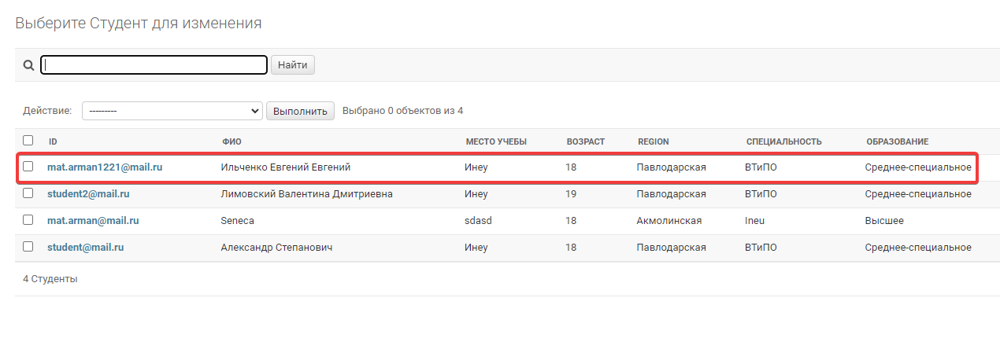 Выберите Студент для изменения
Найти
Действие: --------- Выполнить Выбрано 0 объектов из 4
ID ФИО МЕСТО УЧЕБЫ ВОЗРАСТ REGION СПЕЦИАЛЬНОСТЬ ОБРАЗОВАНИЕ
mat.arman1221@mail.ru Ильченко Евгений Евгений Инеу 18 Павлодарская ВТиПО Среднее-специальное
student2@mail.ru Лимовский Валентина Дмитриевна Инеу 19 Павлодарская ВТиПО Среднее-специальное
mat.arman@mail.ru Seneca sdasd 18 Акмолинская Ineu Высшее
student@mail.ru Александр Степанович Инеу 18 Павлодарская ВТиПО Среднее-специальное
4 Студенты